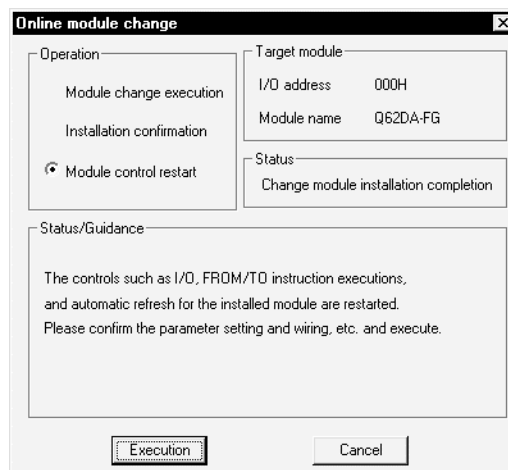 Online module change
Operation
Module change execution
Installation confirmation
Module control restart
Target module
I/O address 000H
Module name Q62DA-FG
Status
Change module installation completion
Status/Guidance
The controls such as I/O, FROM/TO instruction executions,
and automatic refresh for the installed module are restarted.
Please confirm the parameter setting and wiring, etc. and execute.
Execution Cancel